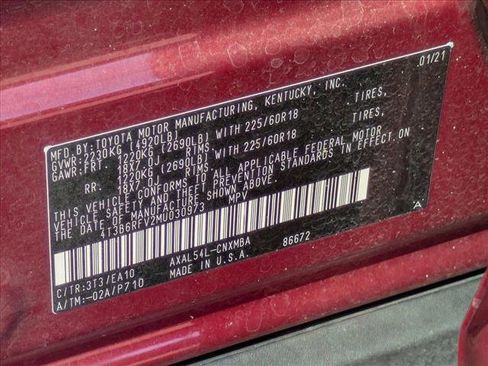 MFD.BY:TOYOTA MOTOR MANUFACTURING, KENTUCKY, INC. 01/21
GVWR:2230KG (4920LB)
GAWR:FRT 1220KG (2690LB) WITH 225/60R18 TIRES,
18X7.0J RIMS
RR. 1220KG (2690LB) WITH 225/60R18 TIRES,
18X7.0J RIMS
THIS VEHICLE CONFORMS TO ALL APPLICABLE FEDERAL MOTOR
VEHICLE SAFETY AND THEFT PREVENTION STANDARDS IN EFFECT ON
THE DATE OF MANUFACTURE SHOWN ABOVE.
4T3B6RFV2MU030973 MPV
C/TR:3T3/EA10 AXAL54L-CNXMBA 86672
A/TM:-02A/P710 MADE IN U.S.A. A